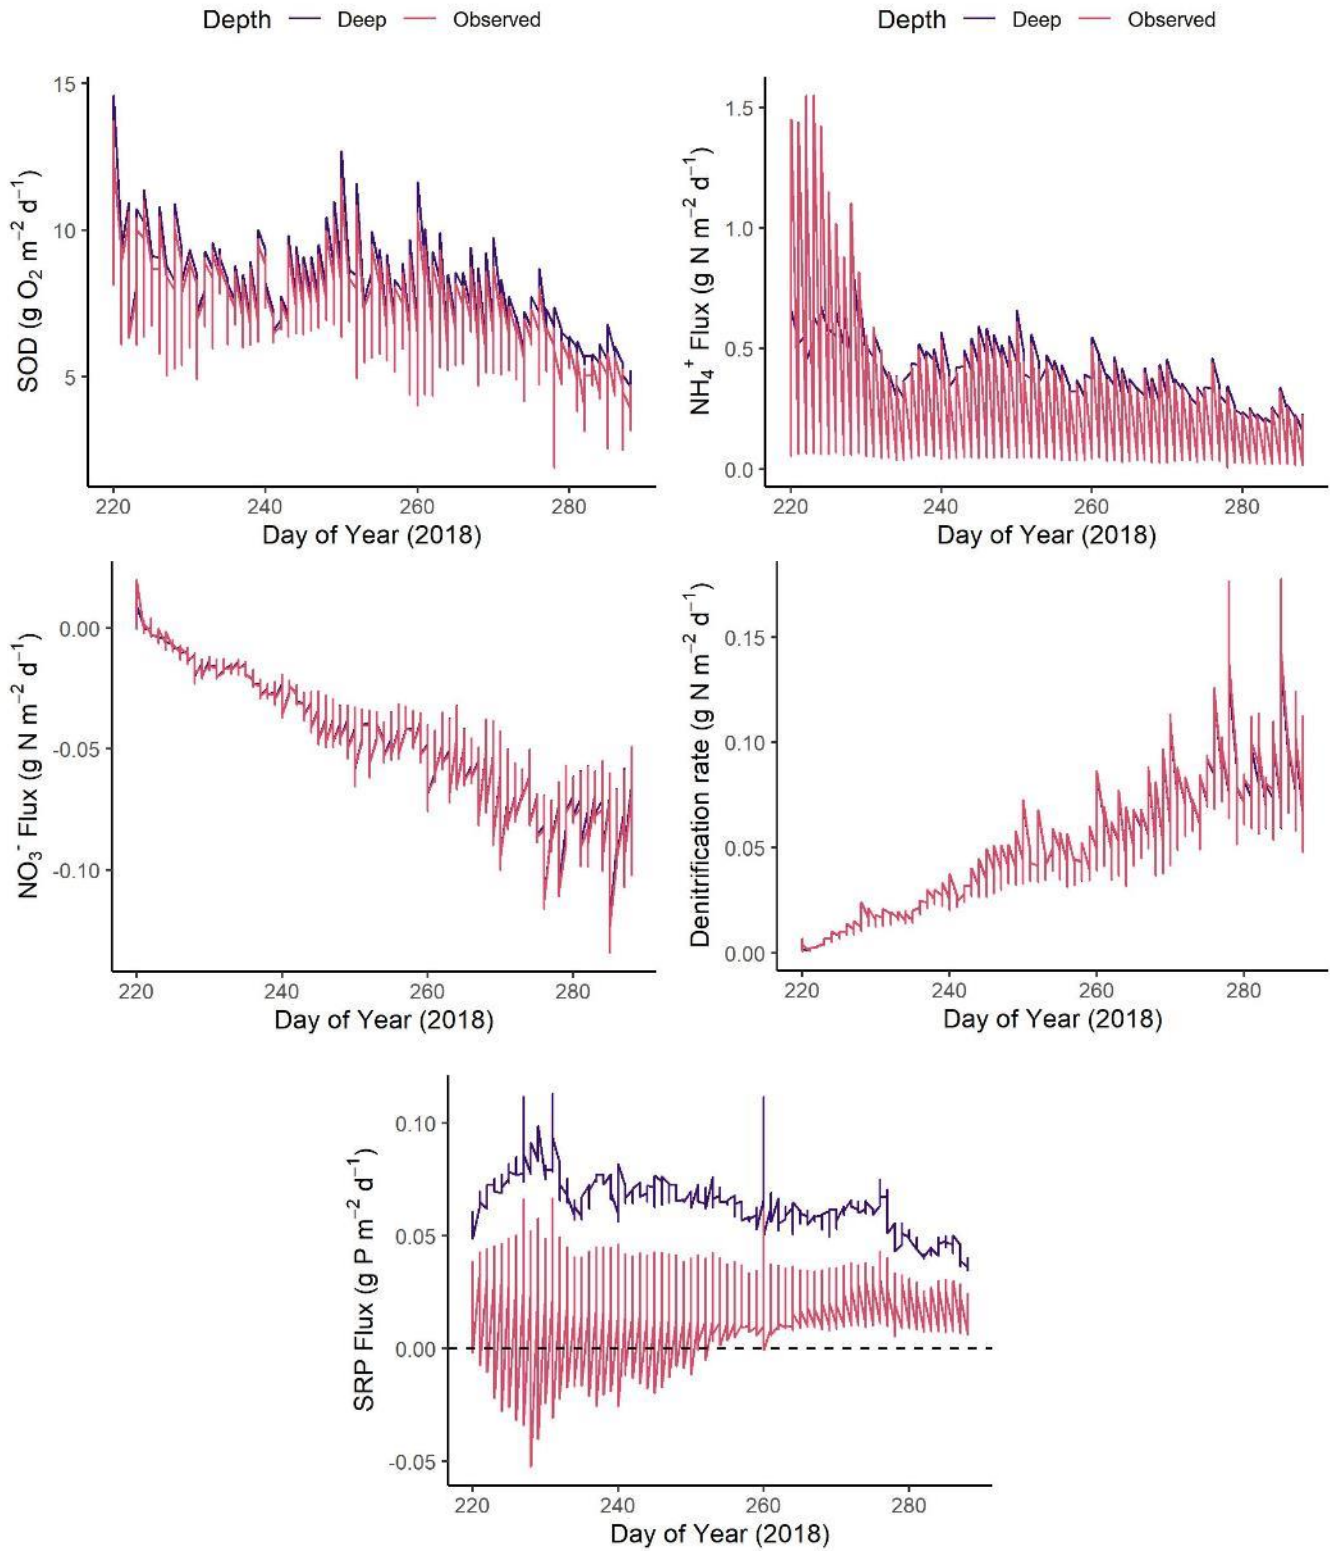 Depth — Deep — Observed
Depth — Deep — Observed
15
10
5
SOD (g O₂ m⁻² d⁻¹)
220 240 260 280
Day of Year (2018)
1.5
1.0
0.5
0.0
NH₄⁺ Flux (g N m⁻² d⁻¹)
220 240 260 280
Day of Year (2018)
0.00
-0.05
-0.10
NO₃⁻ Flux (g N m⁻² d⁻¹)
220 240 260 280
Day of Year (2018)
0.15
0.10
0.05
0.00
Denitrification rate (g N m⁻² d⁻¹)
220 240 260 280
Day of Year (2018)
0.10
0.05
0.00
-0.05
SRP Flux (g P m⁻² d⁻¹)
220 240 260 280
Day of Year (2018)